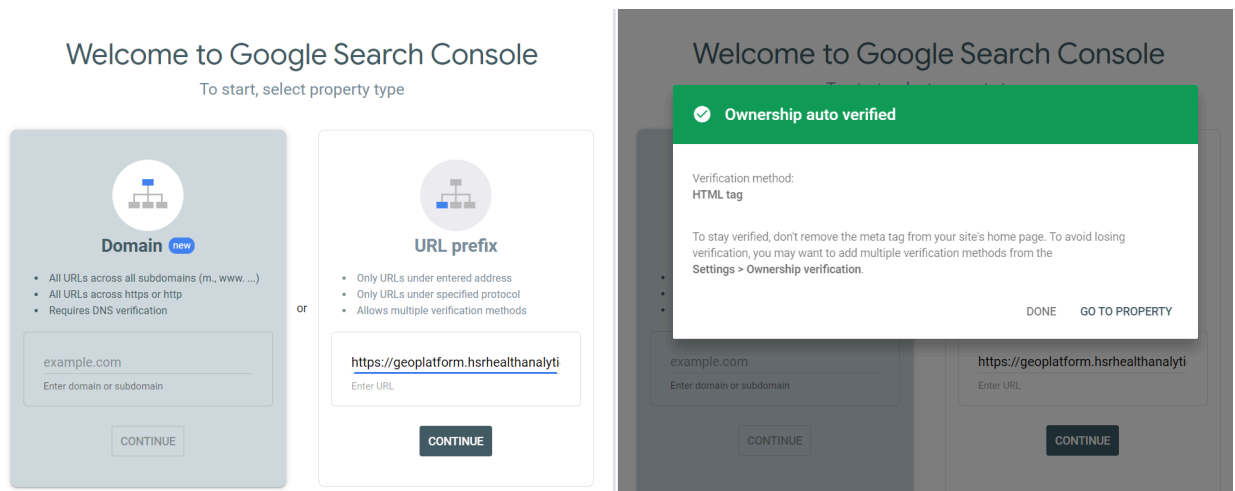 Welcome to Google Search Console
To start, select property type
Domain new
All URLs across all subdomains (m., www. ...)
All URLs across https or http
Requires DNS verification
example.com
Enter domain or subdomain
CONTINUE
or
URL prefix
Only URLs under entered address
Only URLs under specified protocol
Allows multiple verification methods
https://geoplatform.hsrhealthanalyti
Enter URL
CONTINUE
Welcome to Google Search Console
Ownership auto verified
Verification method:
HTML tag
To stay verified, don't remove the meta tag from your site's home page. To avoid losing
verification, you may want to add multiple verification methods from the
Settings > Ownership verification.
DONE GO TO PROPERTY
example.com
Enter domain or subdomain
CONTINUE
https://geoplatform.hsrhealthanalyti
Enter URL
CONTINUE